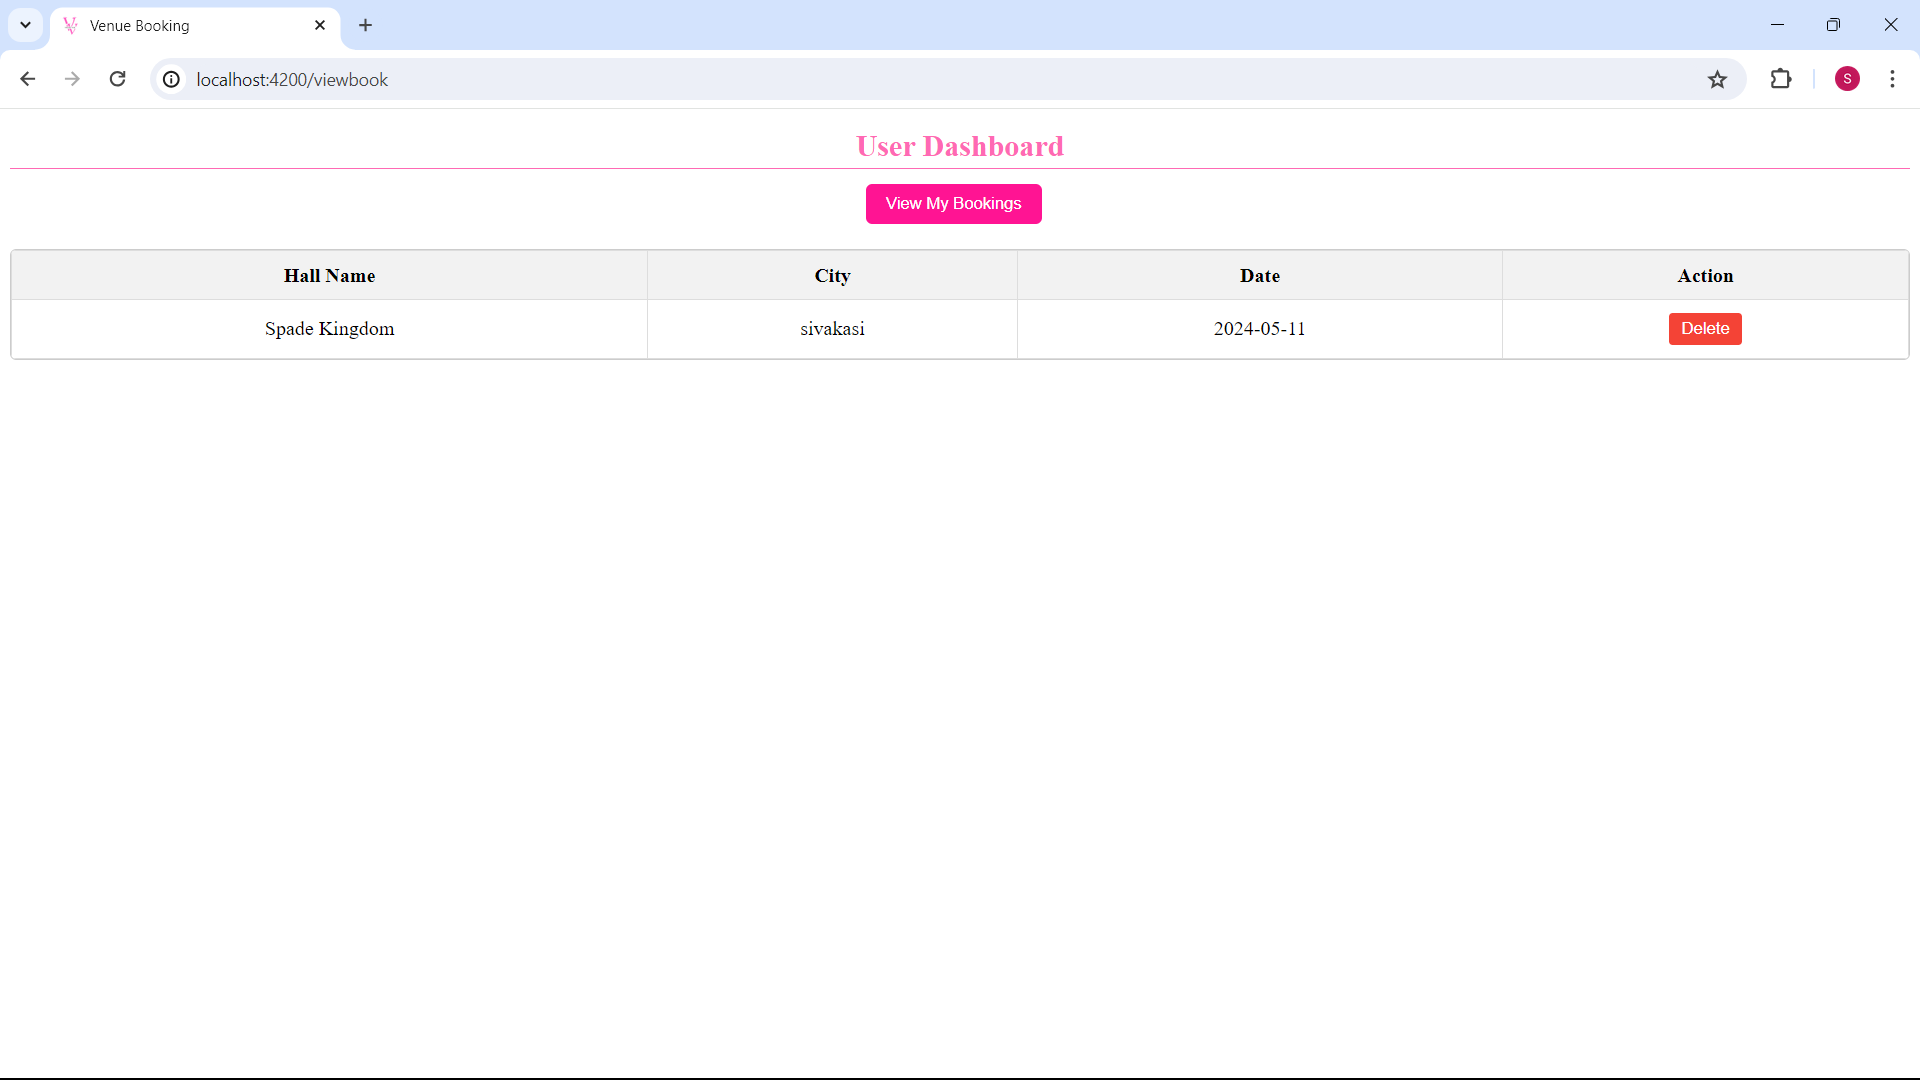 Venue Booking
localhost:4200/viewbook
S
User Dashboard
View My Bookings
Hall Name City Date Action
Spade Kingdom sivakasi 2024-05-11 Delete